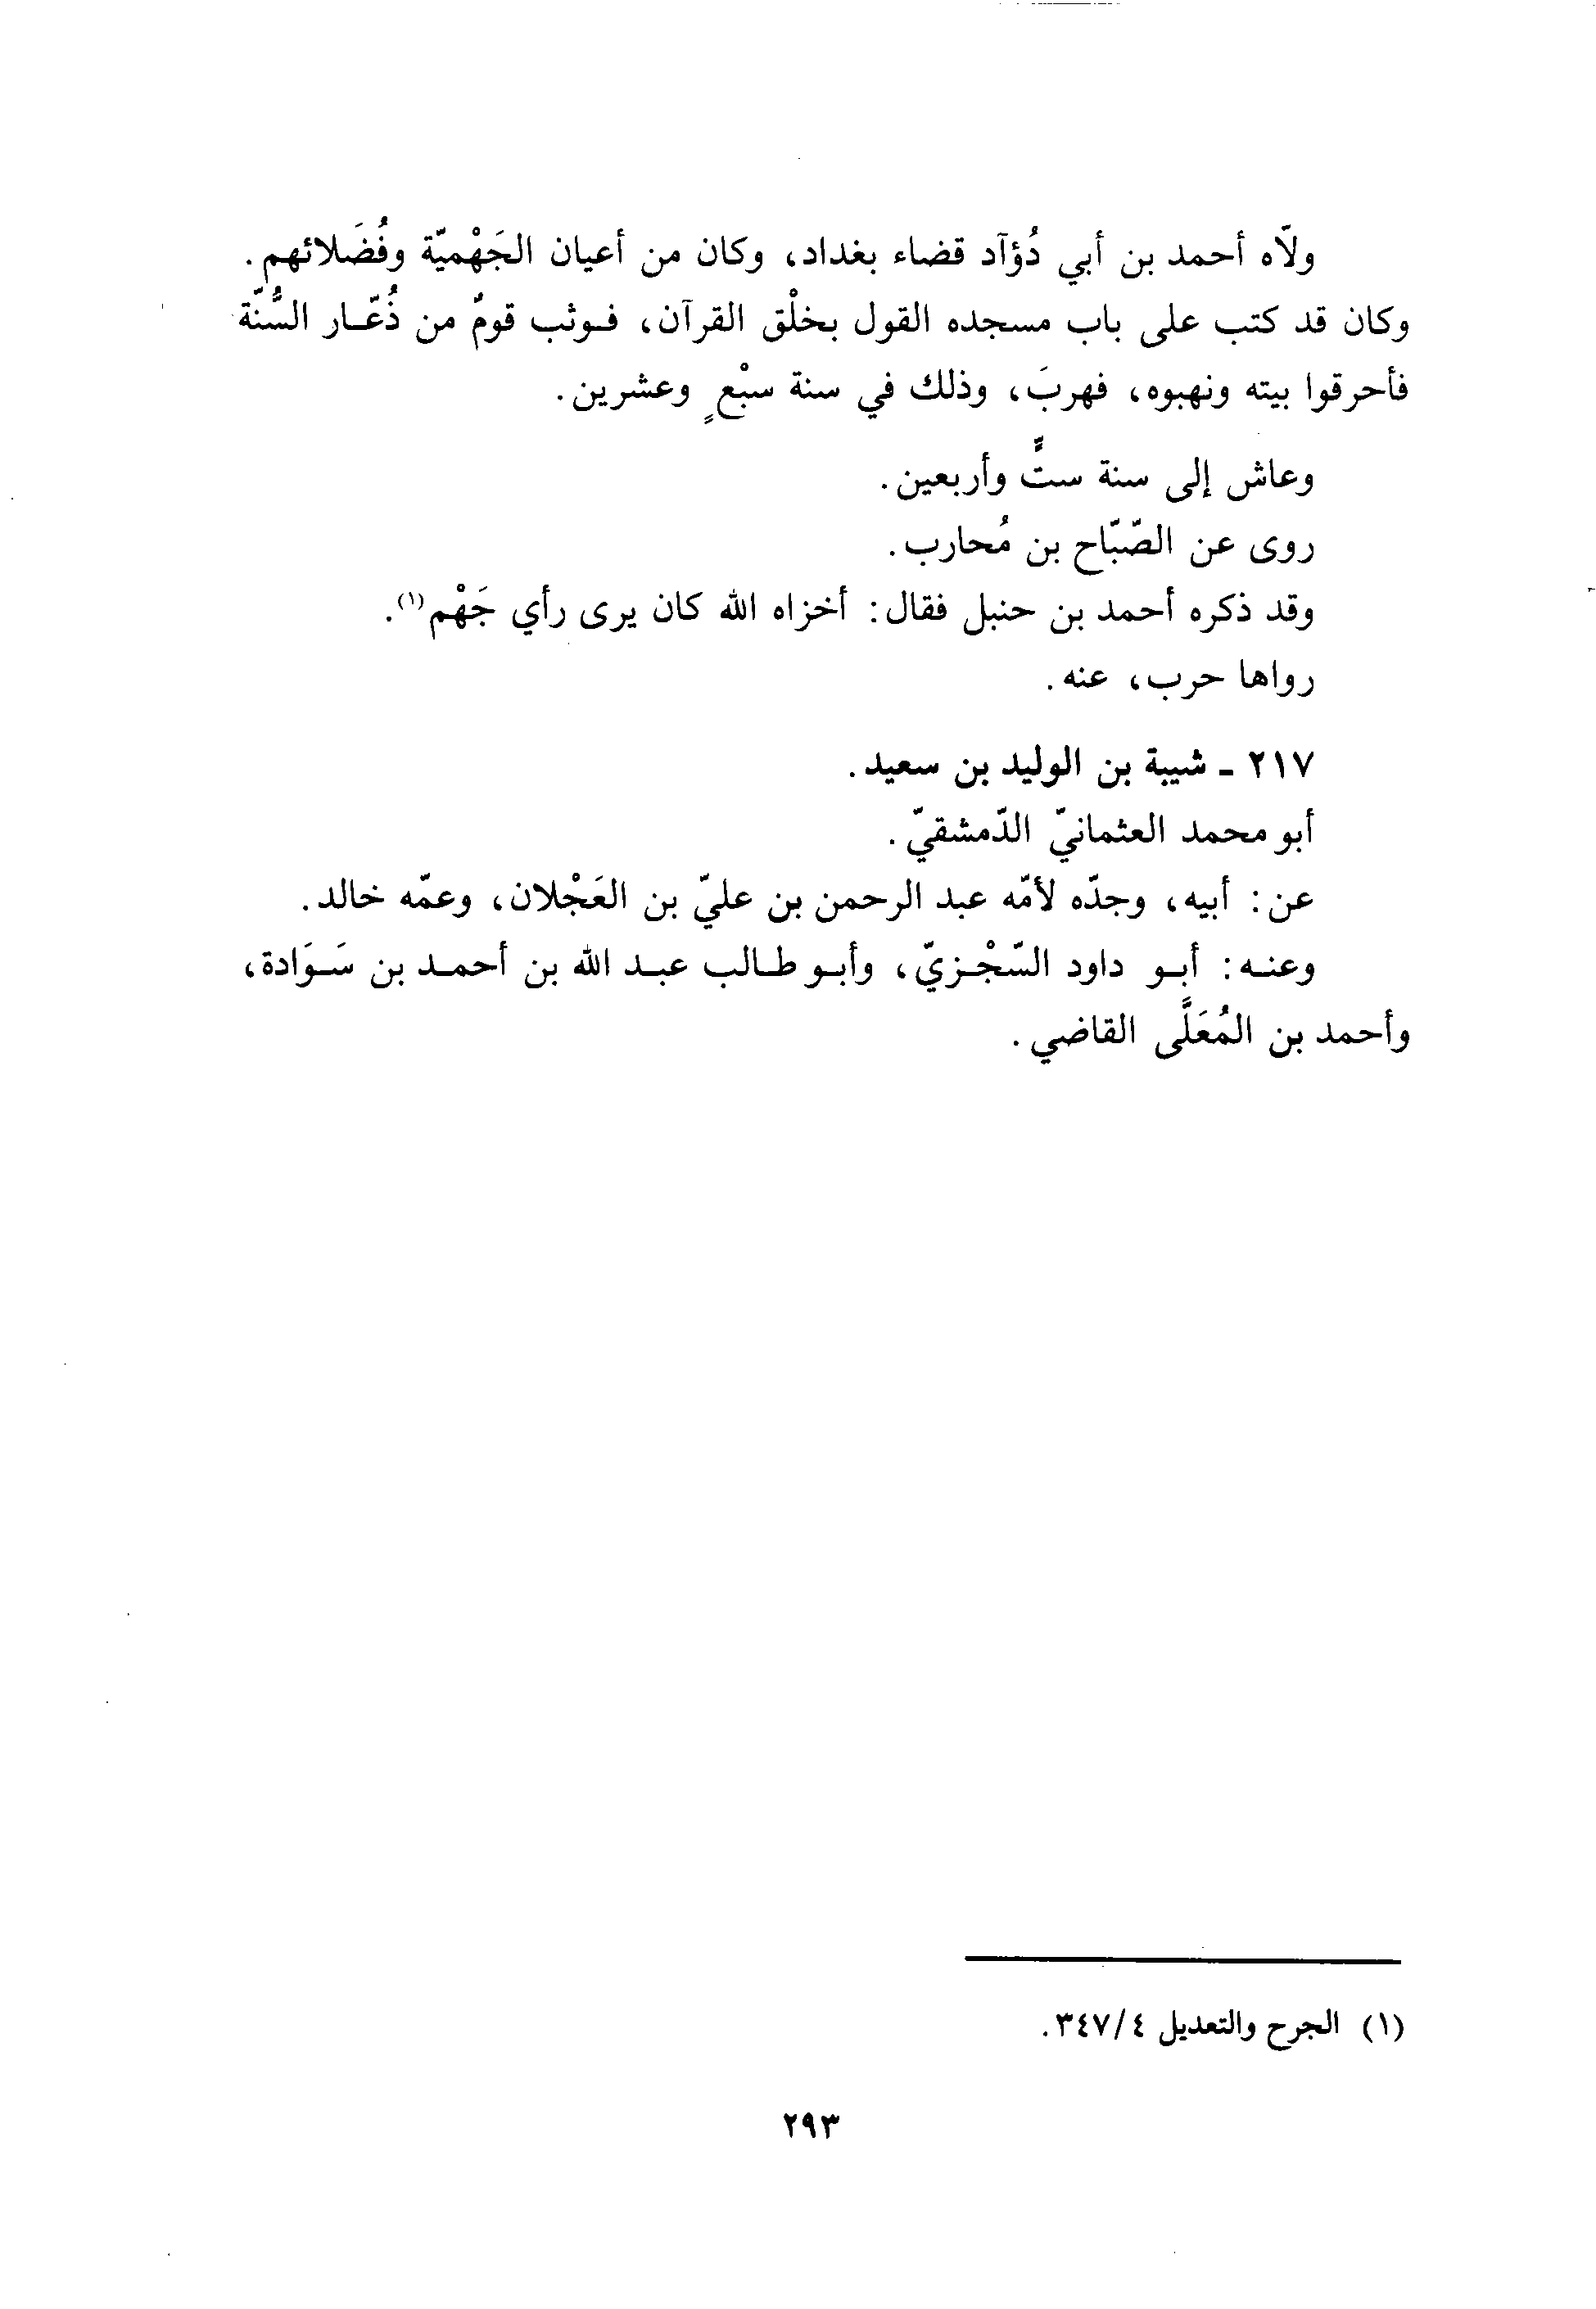 ولاّه أحمد بن أبي دُؤآد قضاء بغداد، وكان من أعيان الجَهْميّة وفُضَلائهم.
وكان قد كتب على باب مسجده القول بخلْق القرآن، فوثب قومٌ من ذُعّار السُّنّة
فأحرقوا بيته ونهبوه، فهربَ، وذلك في سنة سبْعٍ وعشرين.
وعاش إلى سنة ستٍّ وأربعين.
روى عن الصّبّاح بن مُحارب.
وقد ذكره أحمد بن حنبل فقال: أخزاه الله كان يرى رأي جَهْم(١).
رواها حرب، عنه.
٢١٧ - شيبة بن الوليد بن سعيد.
أبو محمد العثمانيّ الدّمشقيّ.
عن: أبيه، وجدّه لأمّه عبد الرحمن بن عليّ بن العَجْلان، وعمّه خالد.
وعنه: أبو داود السّجْزيّ، وأبو طالب عبد الله بن أحمد بن سَوَادة،
وأحمد بن المُعَلَّى القاضي.
(١) الجرح والتعديل ٤/٣٤٧.
٢٩٣